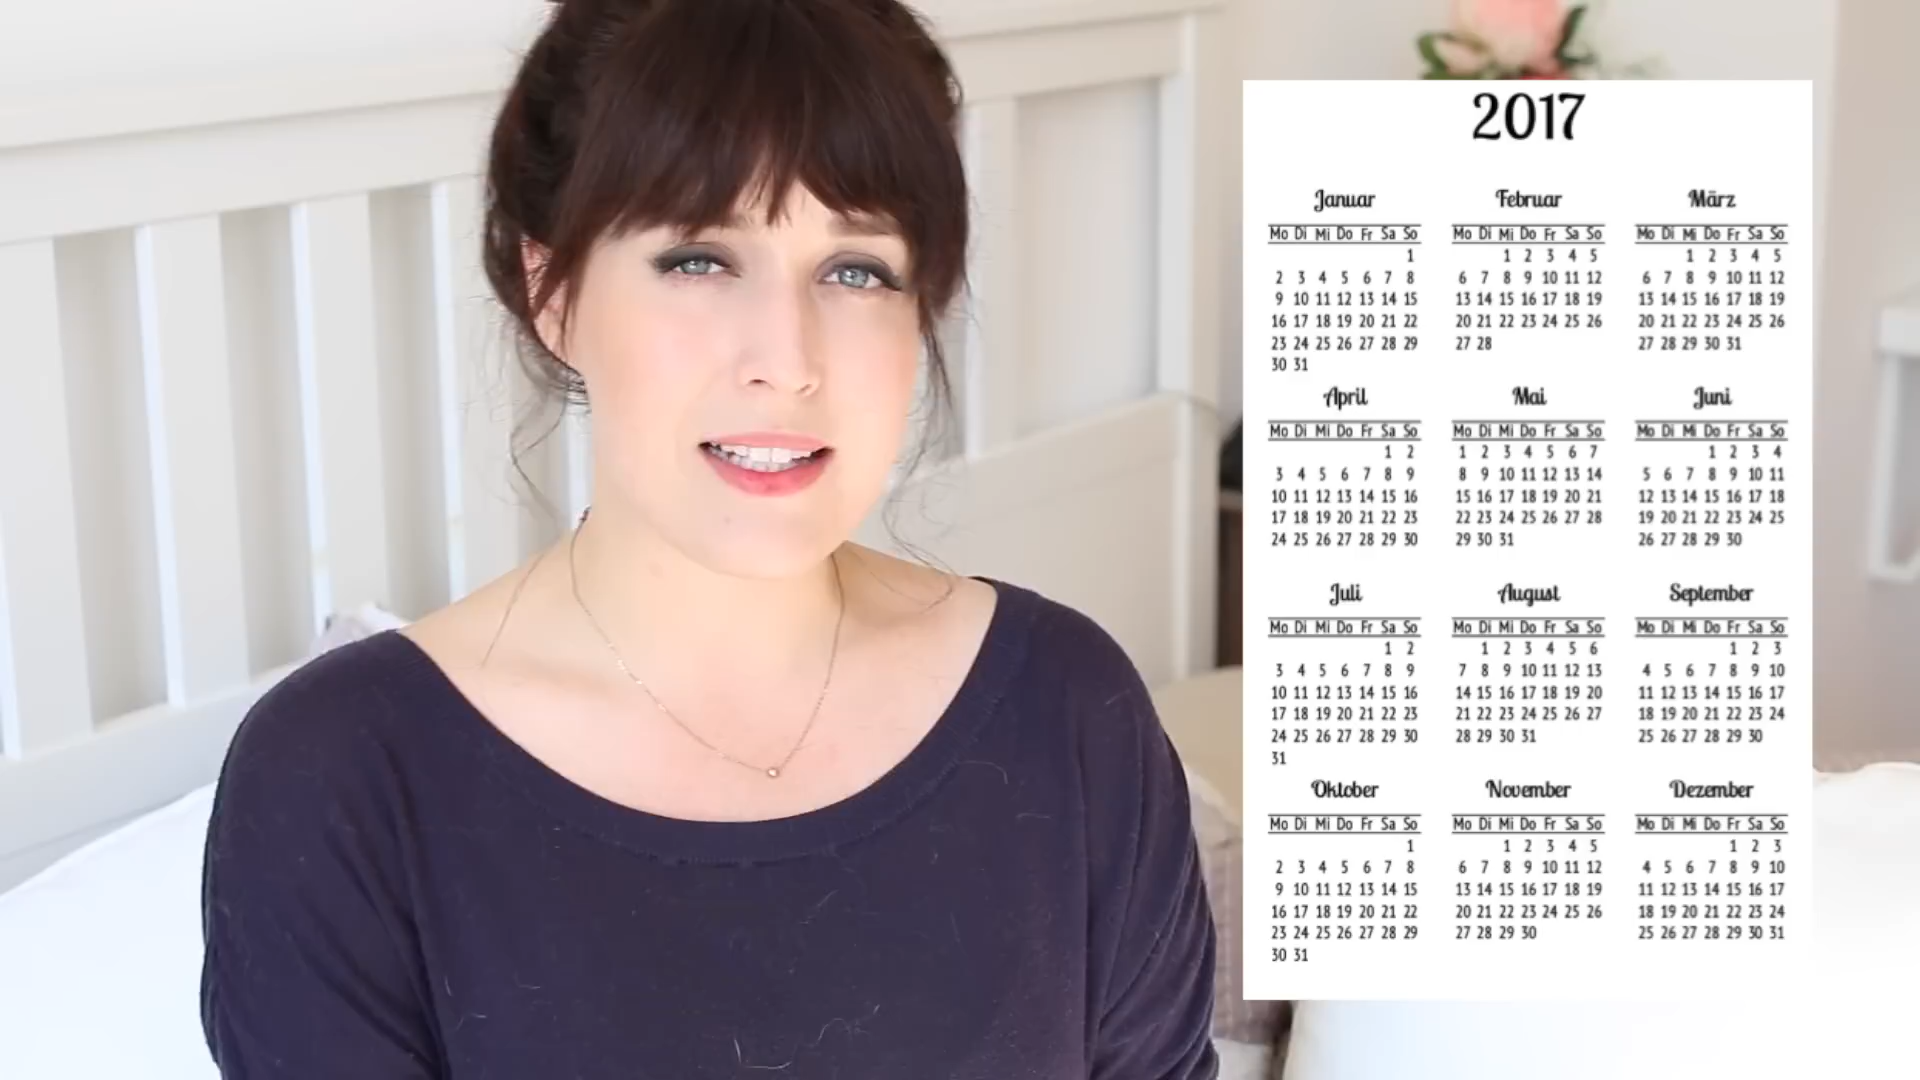 2017
Januar Februar März
Mo Di Mi Do Fr Sa So Mo Di Mi Do Fr Sa So Mo Di Mi Do Fr Sa So
1 1 2 3 4 5 1 2 3 4 5
2 3 4 5 6 7 8 6 7 8 9 10 11 12 6 7 8 9 10 11 12
9 10 11 12 13 14 15 13 14 15 16 17 18 19 13 14 15 16 17 18 19
16 17 18 19 20 21 22 20 21 22 23 24 25 26 20 21 22 23 24 25 26
23 24 25 26 27 28 29 27 28 27 28 29 30 31
30 31
April Mai Juni
Mo Di Mi Do Fr Sa So Mo Di Mi Do Fr Sa So Mo Di Mi Do Fr Sa So
1 2 1 2 3 4 5 6 7 1 2 3 4
3 4 5 6 7 8 9 8 9 10 11 12 13 14 5 6 7 8 9 10 11
10 11 12 13 14 15 16 15 16 17 18 19 20 21 12 13 14 15 16 17 18
17 18 19 20 21 22 23 22 23 24 25 26 27 28 19 20 21 22 23 24 25
24 25 26 27 28 29 30 29 30 31 26 27 28 29 30
Juli August September
Mo Di Mi Do Fr Sa So Mo Di Mi Do Fr Sa So Mo Di Mi Do Fr Sa So
1 2 1 2 3 4 5 6 1 2 3
3 4 5 6 7 8 9 7 8 9 10 11 12 13 4 5 6 7 8 9 10
10 11 12 13 14 15 16 14 15 16 17 18 19 20 11 12 13 14 15 16 17
17 18 19 20 21 22 23 21 22 23 24 25 26 27 18 19 20 21 22 23 24
24 25 26 27 28 29 30 28 29 30 31 25 26 27 28 29 30
31
Oktober November Dezember
Mo Di Mi Do Fr Sa So Mo Di Mi Do Fr Sa So Mo Di Mi Do Fr Sa So
1 1 2 3 4 5 1 2 3
2 3 4 5 6 7 8 6 7 8 9 10 11 12 4 5 6 7 8 9 10
9 10 11 12 13 14 15 13 14 15 16 17 18 19 11 12 13 14 15 16 17
16 17 18 19 20 21 22 20 21 22 23 24 25 26 18 19 20 21 22 23 24
23 24 25 26 27 28 29 27 28 29 30 25 26 27 28 29 30 31
30 31